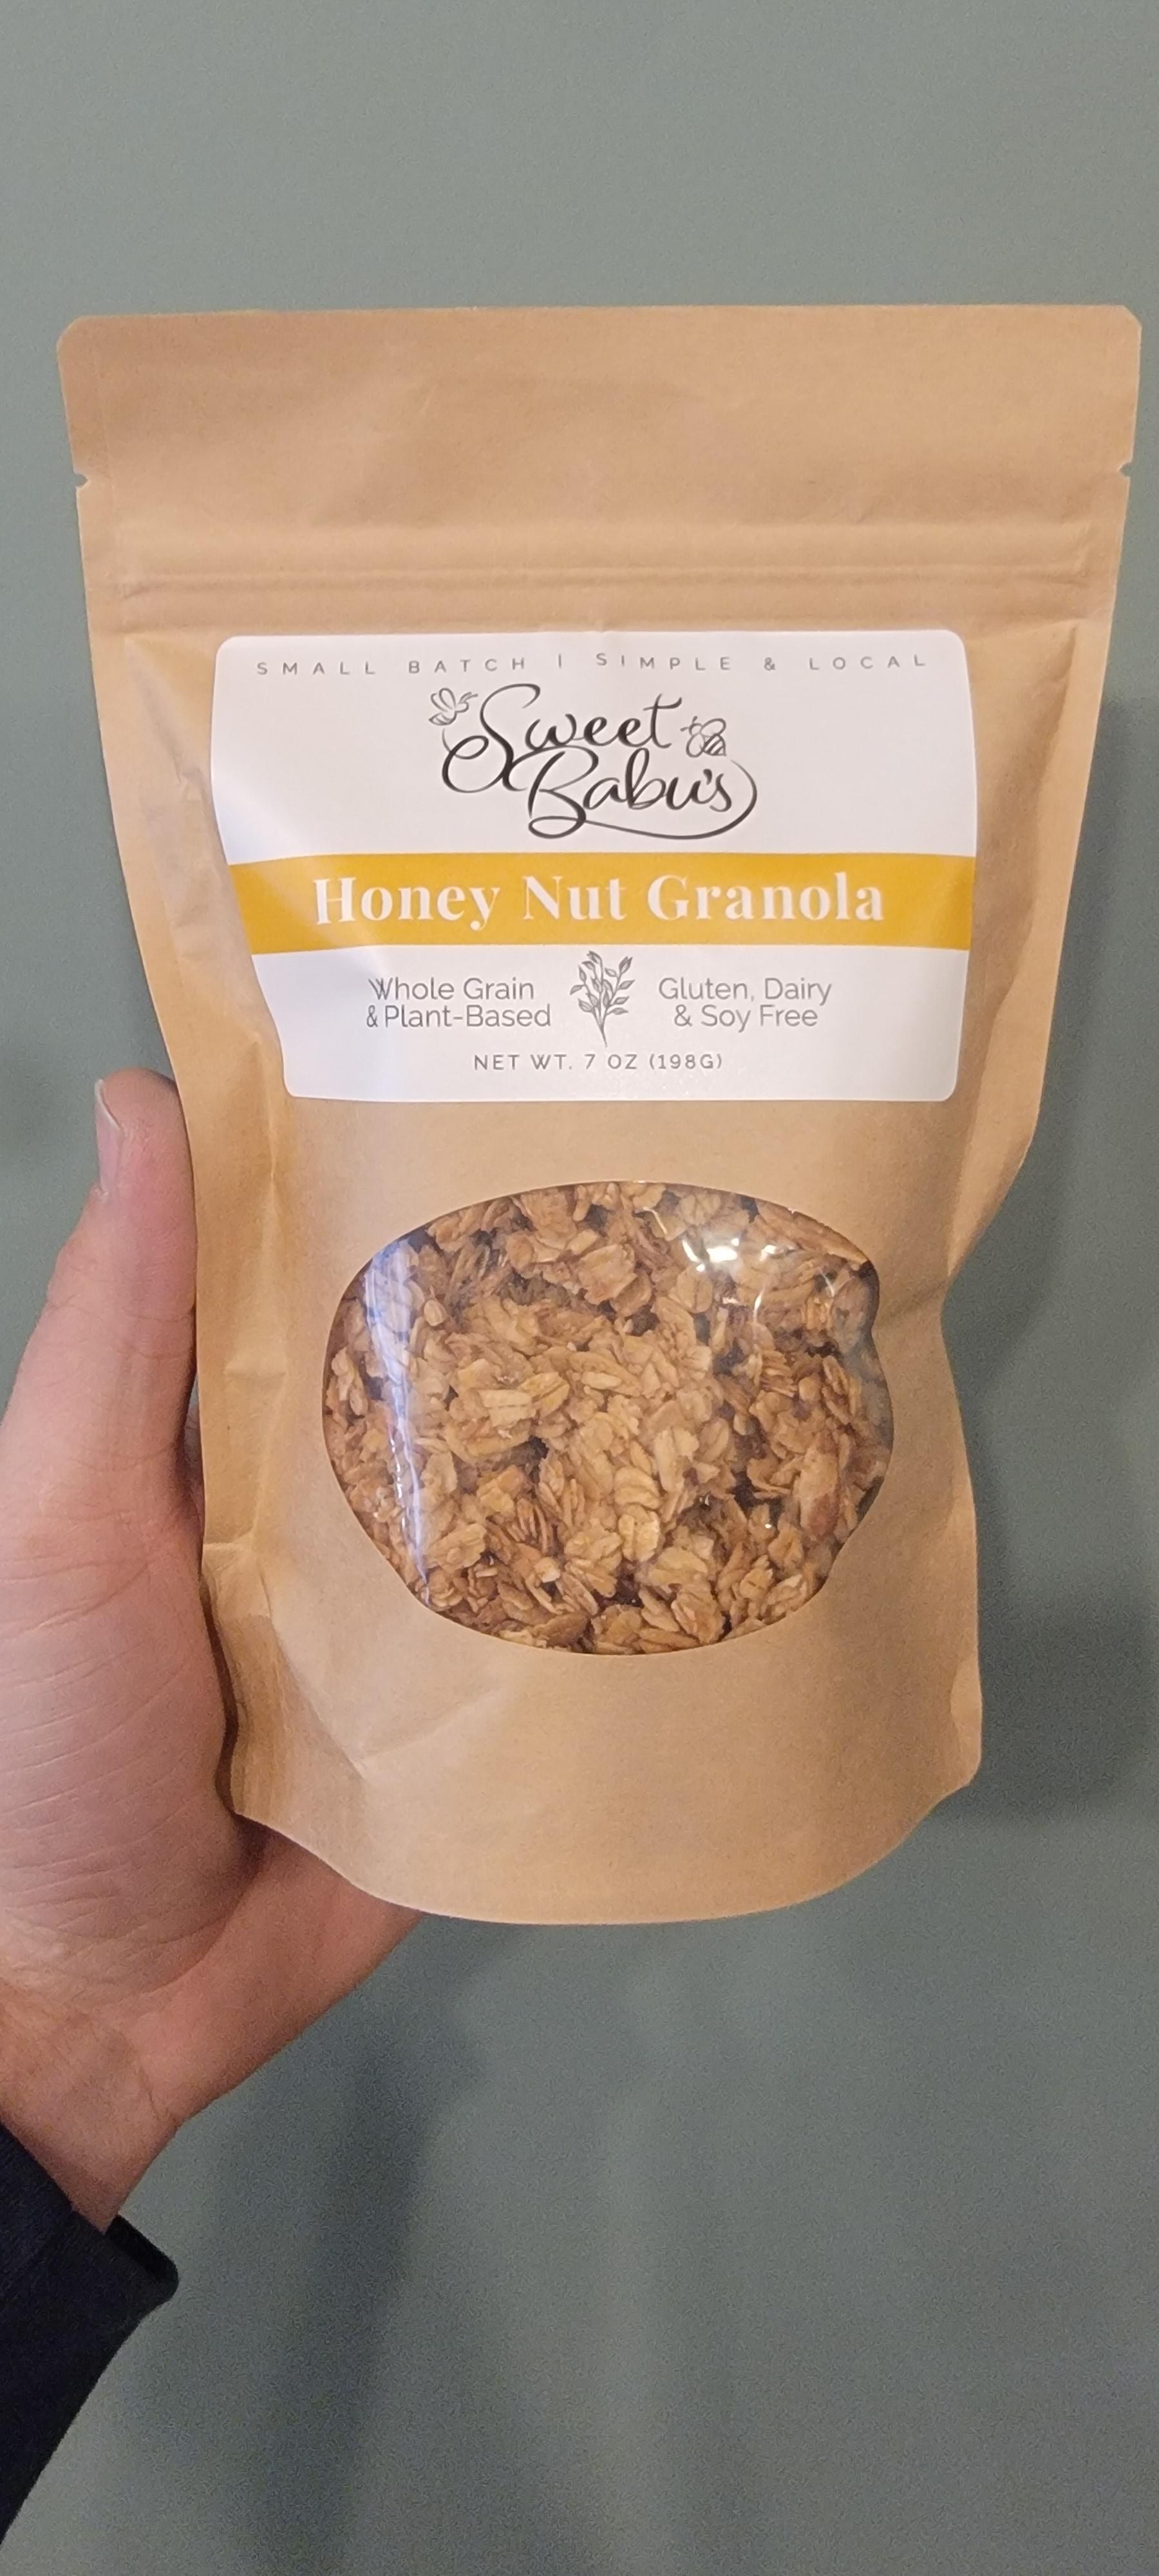 SMALL BATCH | SIMPLE & LOCAL
Sweet
Babu's
Honey Nut Granola
Whole Grain
& Plant-Based
Gluten, Dairy
& Soy Free
NET WT. 7 OZ (198G)